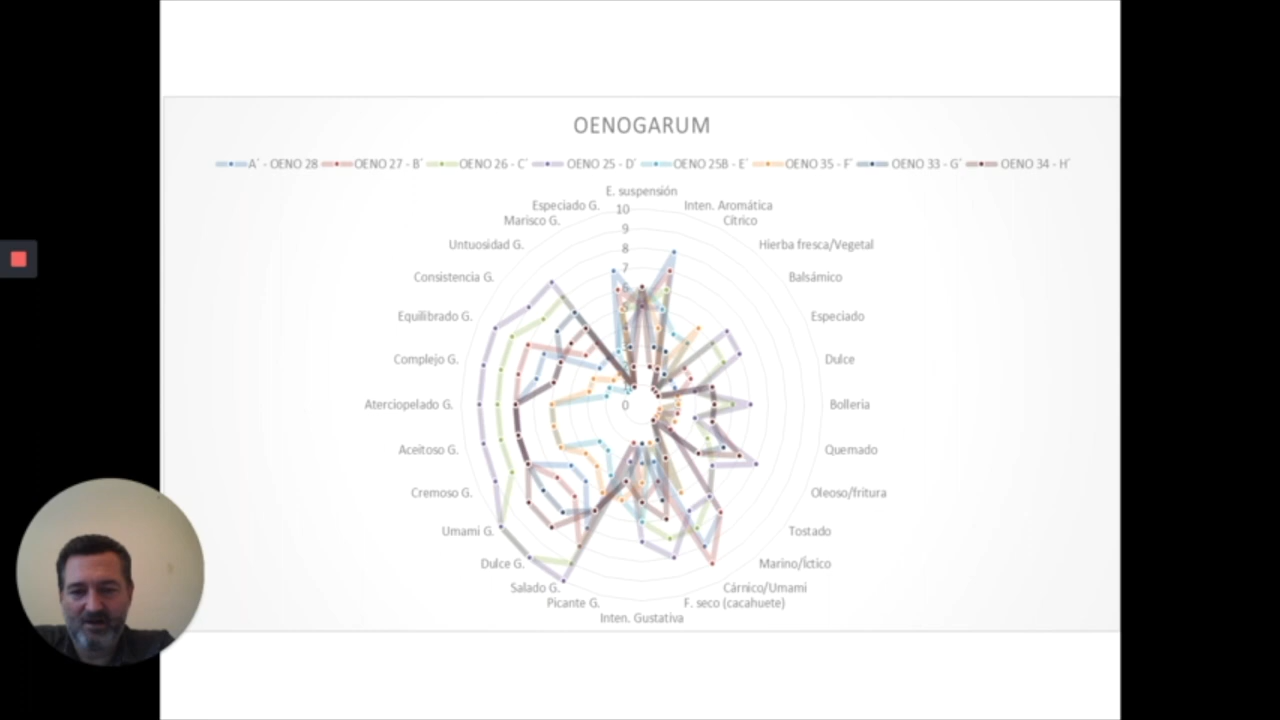 OENOGARUM
A´ - OENO 28 OENO 27 - B´ OENO 26 - C´ OENO 25 - D´ OENO 25B - E´ OENO 35 - F´ OENO 33 - G´ OENO 34 - H´
E. suspensión
Especiado G.
Inten. Aromática
Marisco G.
Cítrico
Untuosidad G.
Hierba fresca/Vegetal
Consistencia G.
Balsámico
Equilibrado G.
Especiado
Complejo G.
Dulce
Aterciopelado G.
Bolleria
Aceitoso G.
Quemado
Cremoso G.
Oleoso/fritura
Umami G.
Tostado
Dulce G.
Marino/Íctico
Salado G.
Cárnico/Umami
Picante G.
F. seco (cacahuete)
Inten. Gustativa
10
9
8
7
0